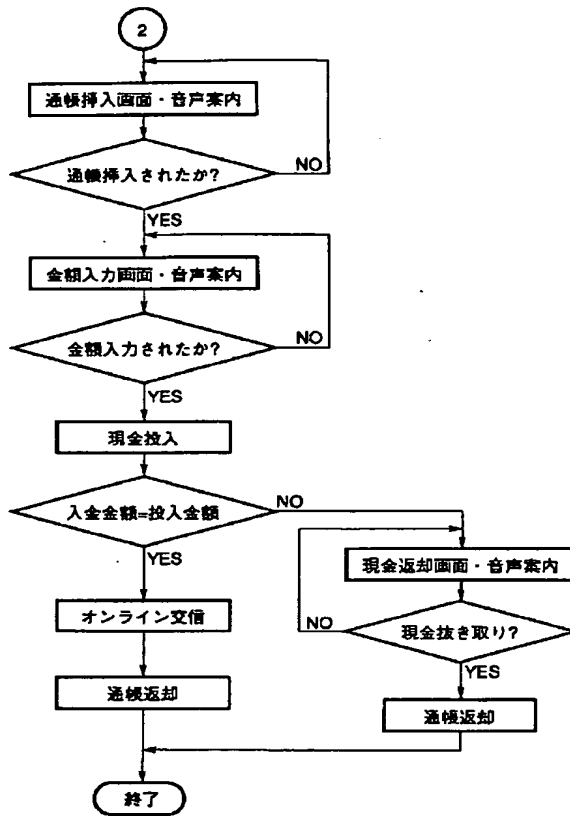 2
通帳挿入画面・音声案内
通帳挿入されたか?
NO
YES
金額入力画面・音声案内
金額入力されたか?
NO
YES
現金投入
入金金額=投入金額
NO
YES
現金返却画面・音声案内
オンライン交信
現金抜き取り?
NO
YES
通帳返却
通帳返却
終了